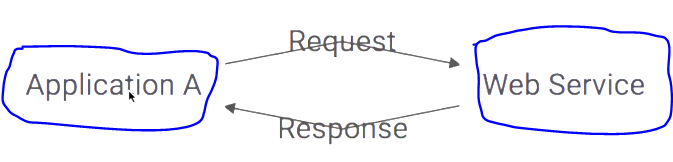 Request
Application A
Web Service
Response